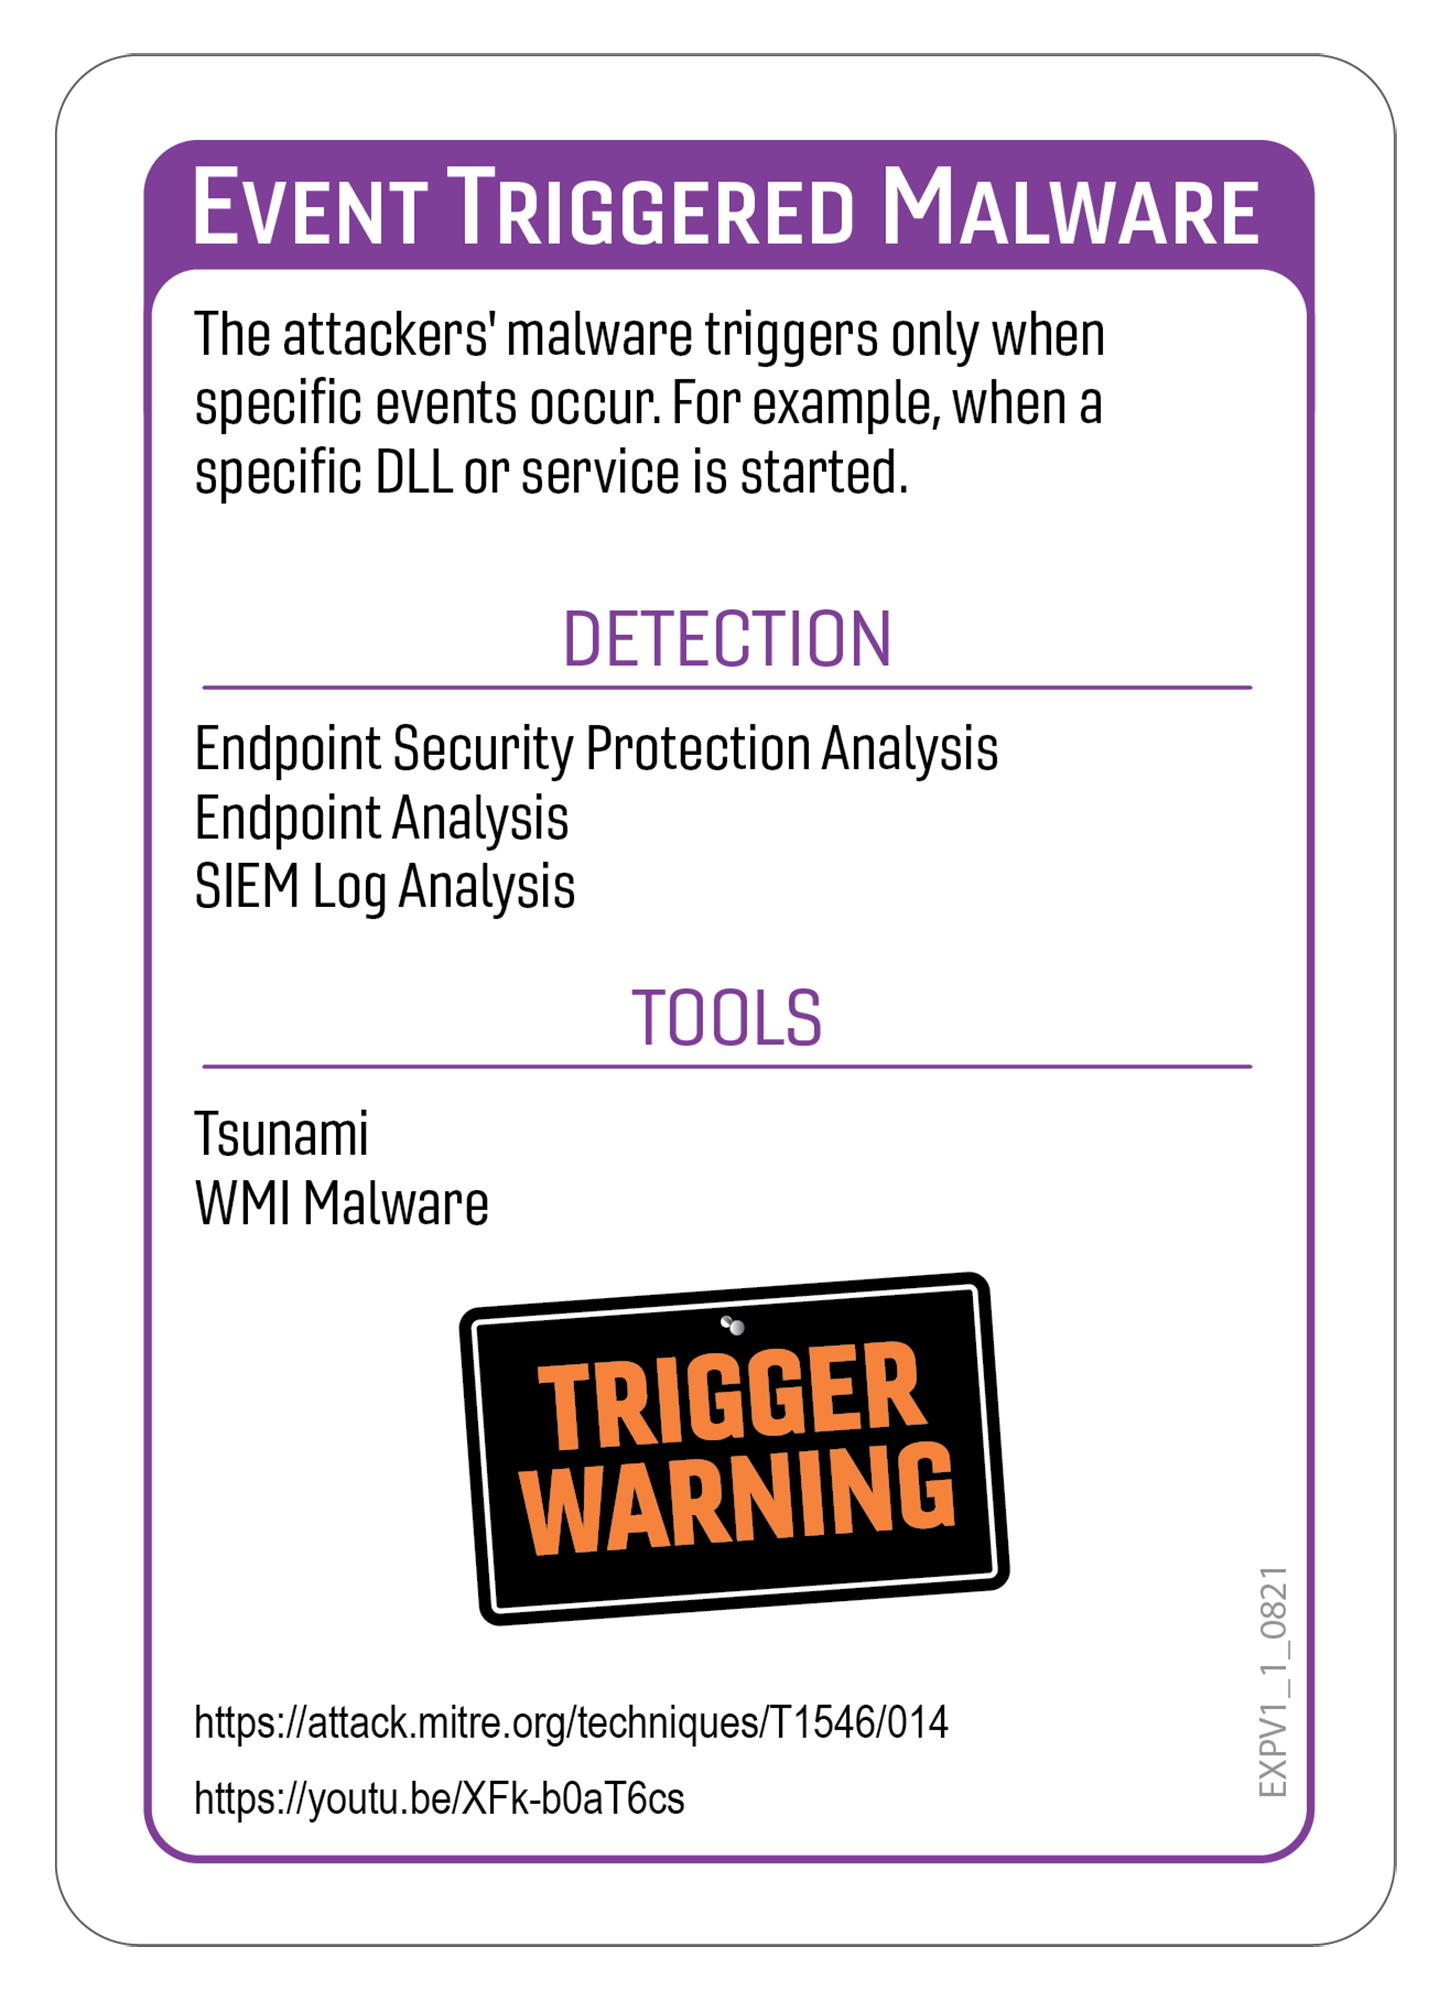 EVENT TRIGGERED MALWARE
The attackers' malware triggers only when
specific events occur. For example, when a
specific DLL or service is started.
DETECTION
Endpoint Security Protection Analysis
Endpoint Analysis
SIEM Log Analysis
TOOLS
Tsunami
WMI Malware
TRIGGER
WARNING
https://attack.mitre.org/techniques/T1546/014
https://youtu.be/XFk-b0aT6cs
EXPV1_1_0821